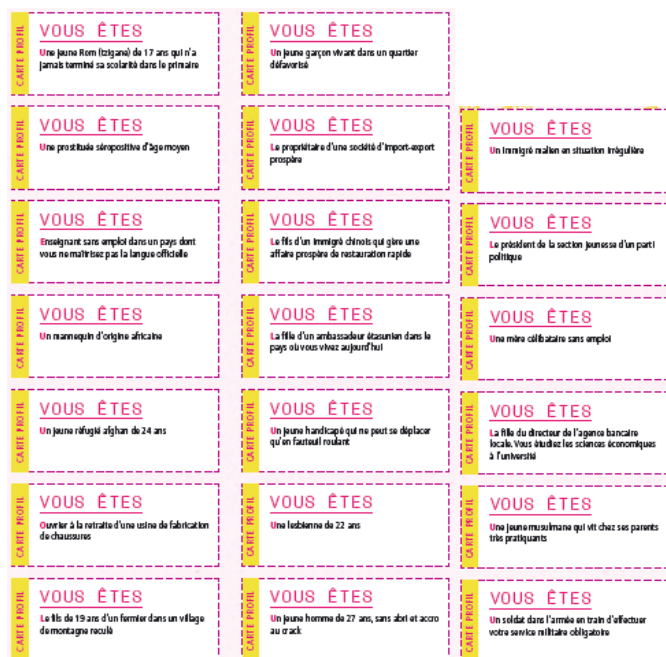 CARTE PROFIL
VOUS ÊTES
Une jeune Rom (tzigane) de 17 ans qui n'a
jamais terminé sa scolarité dans le primaire
CARTE PROFIL
VOUS ÊTES
Une prostituée séropositive d'âge moyen
CARTE PROFIL
VOUS ÊTES
Enseignant sans emploi dans un pays dont
vous ne maîtrisez pas la langue officielle
CARTE PROFIL
VOUS ÊTES
Un mannequin d'origine africaine
CARTE PROFIL
VOUS ÊTES
Un jeune réfugié afghan de 24 ans
CARTE PROFIL
VOUS ÊTES
Ouvrier à la retraite d'une usine de fabrication
de chaussures
CARTE PROFIL
VOUS ÊTES
Le fils de 19 ans d'un fermier dans un village
de montagne reculé
CARTE PROFIL
VOUS ÊTES
Un jeune garçon vivant dans un quartier
défavorisé
CARTE PROFIL
VOUS ÊTES
Le propriétaire d'une société d'import-export
prospère
CARTE PROFIL
VOUS ÊTES
Le fils d'un immigré chinois qui gère une
affaire prospère de restauration rapide
CARTE PROFIL
VOUS ÊTES
La fille d'un ambassadeur étasunien dans le
pays où vous vivez aujourd'hui
CARTE PROFIL
VOUS ÊTES
Un jeune handicapé qui ne peut se déplacer
qu'en fauteuil roulant
CARTE PROFIL
VOUS ÊTES
Une lesbienne de 22 ans
CARTE PROFIL
VOUS ÊTES
Un jeune homme de 27 ans, sans abri et accro
au crack
CARTE PROFIL
VOUS ÊTES
Un immigré malien en situation irrégulière
CARTE PROFIL
VOUS ÊTES
Le président de la section jeunesse d'un parti
politique
CARTE PROFIL
VOUS ÊTES
Une mère célibataire sans emploi
CARTE PROFIL
VOUS ÊTES
La fille du directeur de l'agence bancaire
locale. Vous étudiez les sciences économiques
à l'université
CARTE PROFIL
VOUS ÊTES
Une jeune musulmane qui vit chez ses parents
très pratiquants
CARTE PROFIL
VOUS ÊTES
Un soldat dans l'armée en train d'effectuer
votre service militaire obligatoire